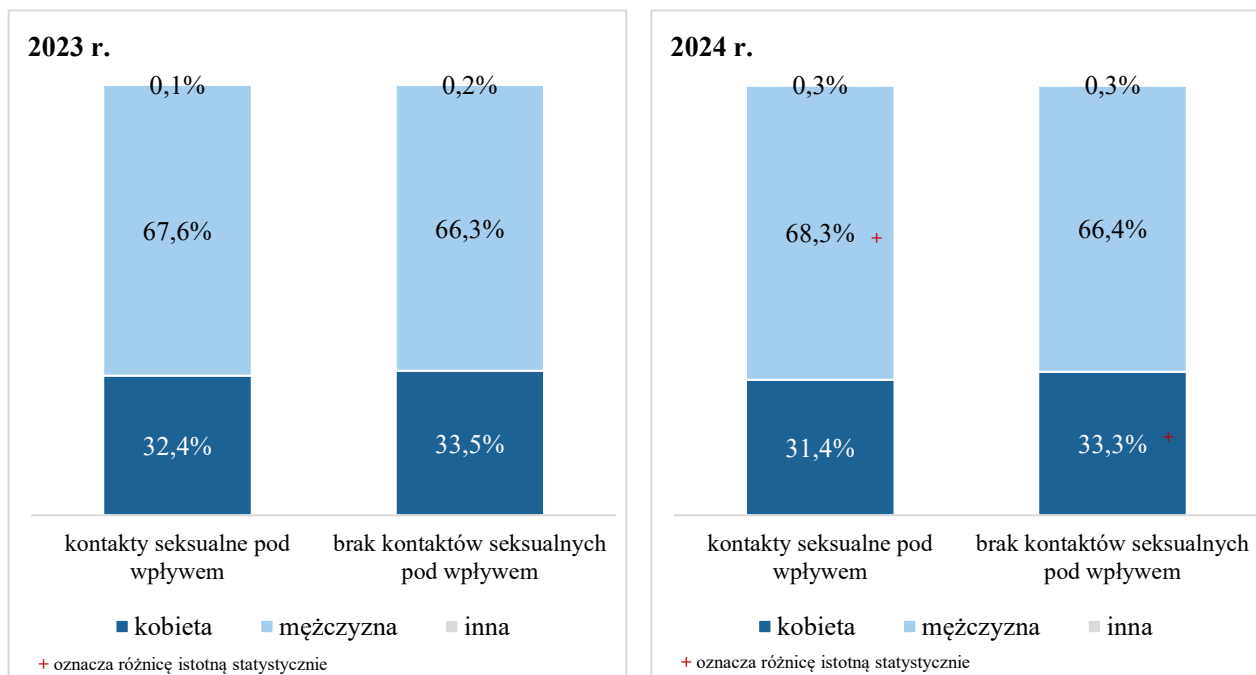 2023 r.
0,1%
0,2%
67,6%
66,3%
32,4%
33,5%
kontakty seksualne pod
wpływem
brak kontaktów seksualnych
pod wpływem
kobieta
mężczyzna
inna
+ oznacza różnicę istotną statystycznie
2024 r.
0,3%
0,3%
68,3% +
66,4%
31,4%
33,3% +
kontakty seksualne pod
wpływem
brak kontaktów seksualnych
pod wpływem
kobieta
mężczyzna
inna
+ oznacza różnicę istotną statystycznie